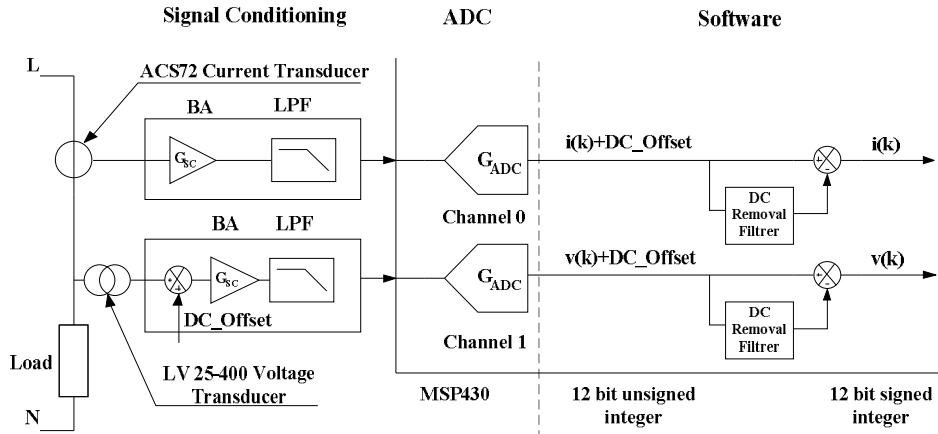 Signal Conditioning
ADC
Software
L
ACS72 Current Transducer
BA
LPF
G_SC
G_ADC
i(k)+DC_Offset
i(k)
+
-
DC
Removal
Filtrer
Channel 0
BA
LPF
+
+
G_SC
G_ADC
v(k)+DC_Offset
v(k)
+
-
DC
Removal
Filtrer
DC_Offset
Channel 1
Load
LV 25-400 Voltage
Transducer
N
MSP430
12 bit unsigned
integer
12 bit signed
integer